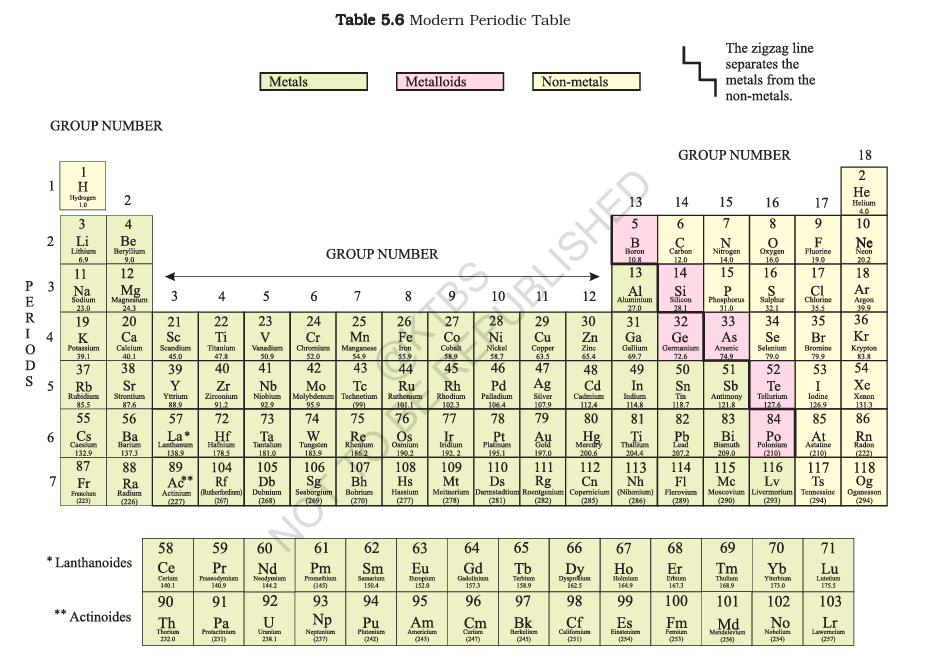 Table 5.6 Modern Periodic Table
The zigzag line
separates the
metals from the
non-metals.
Metals Metalloids Non-metals
GROUP NUMBER
GROUP NUMBER 18
1 2
1 H He
Hydrogen Helium
1.0 4.0
2 13 14 15 16 17
3 4 5 6 7 8 9 10
2 Li Be B C N O F Ne
Lithium Beryllium Boron Carbon Nitrogen Oxygen Fluorine Neon
6.9 9.0 10.8 12.0 14.0 16.0 19.0 20.2
GROUP NUMBER
11 12 13 14 15 16 17 18
3 Na Mg Al Si P S Cl Ar
Sodium Magnesium Aluminium Silicon Phosphorus Sulphur Chlorine Argon
23.0 24.3 27.0 28.1 31.0 32.1 35.5 39.9
3 4 5 6 7 8 9 10 11 12
19 20 21 22 23 24 25 26 27 28 29 30 31 32 33 34 35 36
4 K Ca Sc Ti V Cr Mn Fe Co Ni Cu Zn Ga Ge As Se Br Kr
Potassium Calcium Scandium Titanium Vanadium Chromium Manganese Iron Cobalt Nickel Copper Zinc Gallium Germanium Arsenic Selenium Bromine Krypton
39.1 40.1 45.0 47.8 50.9 52.0 54.9 55.9 58.9 58.7 63.5 65.4 69.7 72.6 74.9 79.0 79.9 83.8
37 38 39 40 41 42 43 44 45 46 47 48 49 50 51 52 53 54
5 Rb Sr Y Zr Nb Mo Tc Ru Rh Pd Ag Cd In Sn Sb Te I Xe
Rubidium Strontium Yttrium Zirconium Niobium Molybdenum Technetium Ruthenium Rhodium Palladium Silver Cadmium Indium Tin Antimony Tellurium Iodine Xenon
85.5 87.6 88.9 91.2 92.9 95.9 (99) 101.1 102.3 106.4 107.9 112.4 114.8 118.7 121.8 127.6 126.9 131.3
55 56 57 72 73 74 75 76 77 78 79 80 81 82 83 84 85 86
6 Cs Ba La* Hf Ta W Re Os Ir Pt Au Hg Tl Pb Bi Po At Rn
Caesium Barium Lanthanum Hafnium Tantalum Tungsten Rhenium Osmium Iridium Platinum Gold Mercury Thallium Lead Bismuth Polonium Astatine Radon
132.9 137.3 138.9 178.5 181.0 183.9 186.2 190.2 192.2 195.1 197.0 200.6 204.4 207.2 209.0 (210) (210) (222)
87 88 89 104 105 106 107 108 109 110 111 112 113 114 115 116 117 118
7 Fr Ra Ac** Rf Db Sg Bh Hs Mt Ds Rg Cn Nh Fl Mc Lv Ts Og
Francium Radium Actinium (Rutherfordium) Dubnium Seaborgium Bobrium Hassium Meitnerium Darmstadtium Roentgenium Copernicium (Nihonium) Flerovium Moscovium Livermorium Tennessine Oganesson
(223) (226) (227) (267) (268) (269) (270) (277) (278) (281) (282) (285) (286) (289) (290) (293) (294) (294)
PERIODS
©KTBS
NOT TO BE REPUBLISHED
58 59 60 61 62 63 64 65 66 67 68 69 70 71
* Lanthanoides Ce Pr Nd Pm Sm Eu Gd Tb Dy Ho Er Tm Yb Lu
Cerium Praseodymium Neodymium Promethium Samarium Europium Gadolinium Terbium Dysprosium Holmium Erbium Thulium Ytterbium Lutetium
140.1 140.9 144.2 (145) 150.4 152.0 157.3 158.9 162.5 164.9 167.3 168.9 173.0 175.5
90 91 92 93 94 95 96 97 98 99 100 101 102 103
** Actinoides Th Pa U Np Pu Am Cm Bk Cf Es Fm Md No Lr
Thorium Protactinium Uranium Neptunium Plutonium Americium Curium Berkelium Californium Einsteinium Fermium Mendelevium Nobelium Lawrencium
232.0 (231) 238.1 (237) (242) (243) (247) (245) (251) (254) (253) (256) (254) (257)